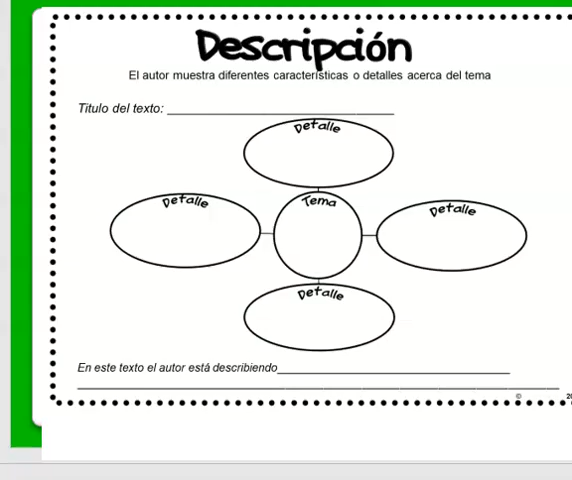 Descripción
El autor muestra diferentes características o detalles acerca del tema
Titulo del texto:
Detalle
Tema
Detalle
Detalle
Detalle
En este texto el autor está describiendo
©